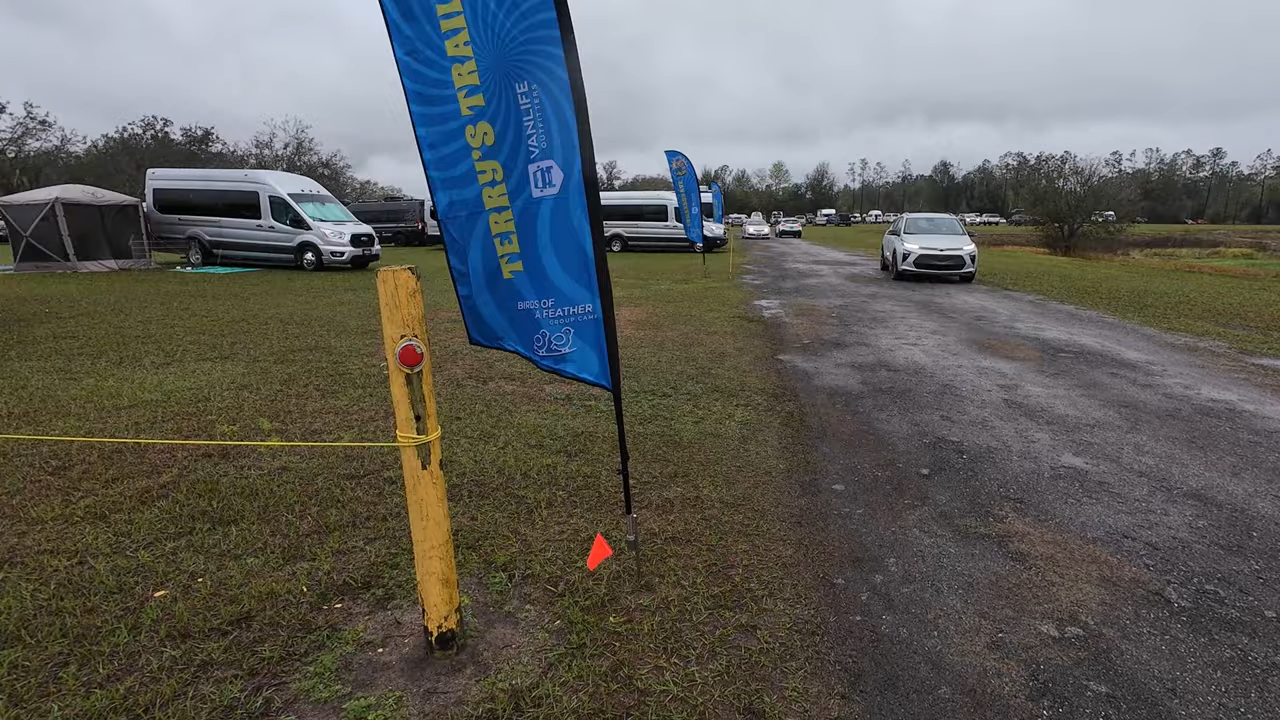 TERRY'S TRAIL
VANLIFE
OUTFITTERS
BIRDS OF
A FEATHER
GROUP CAMP